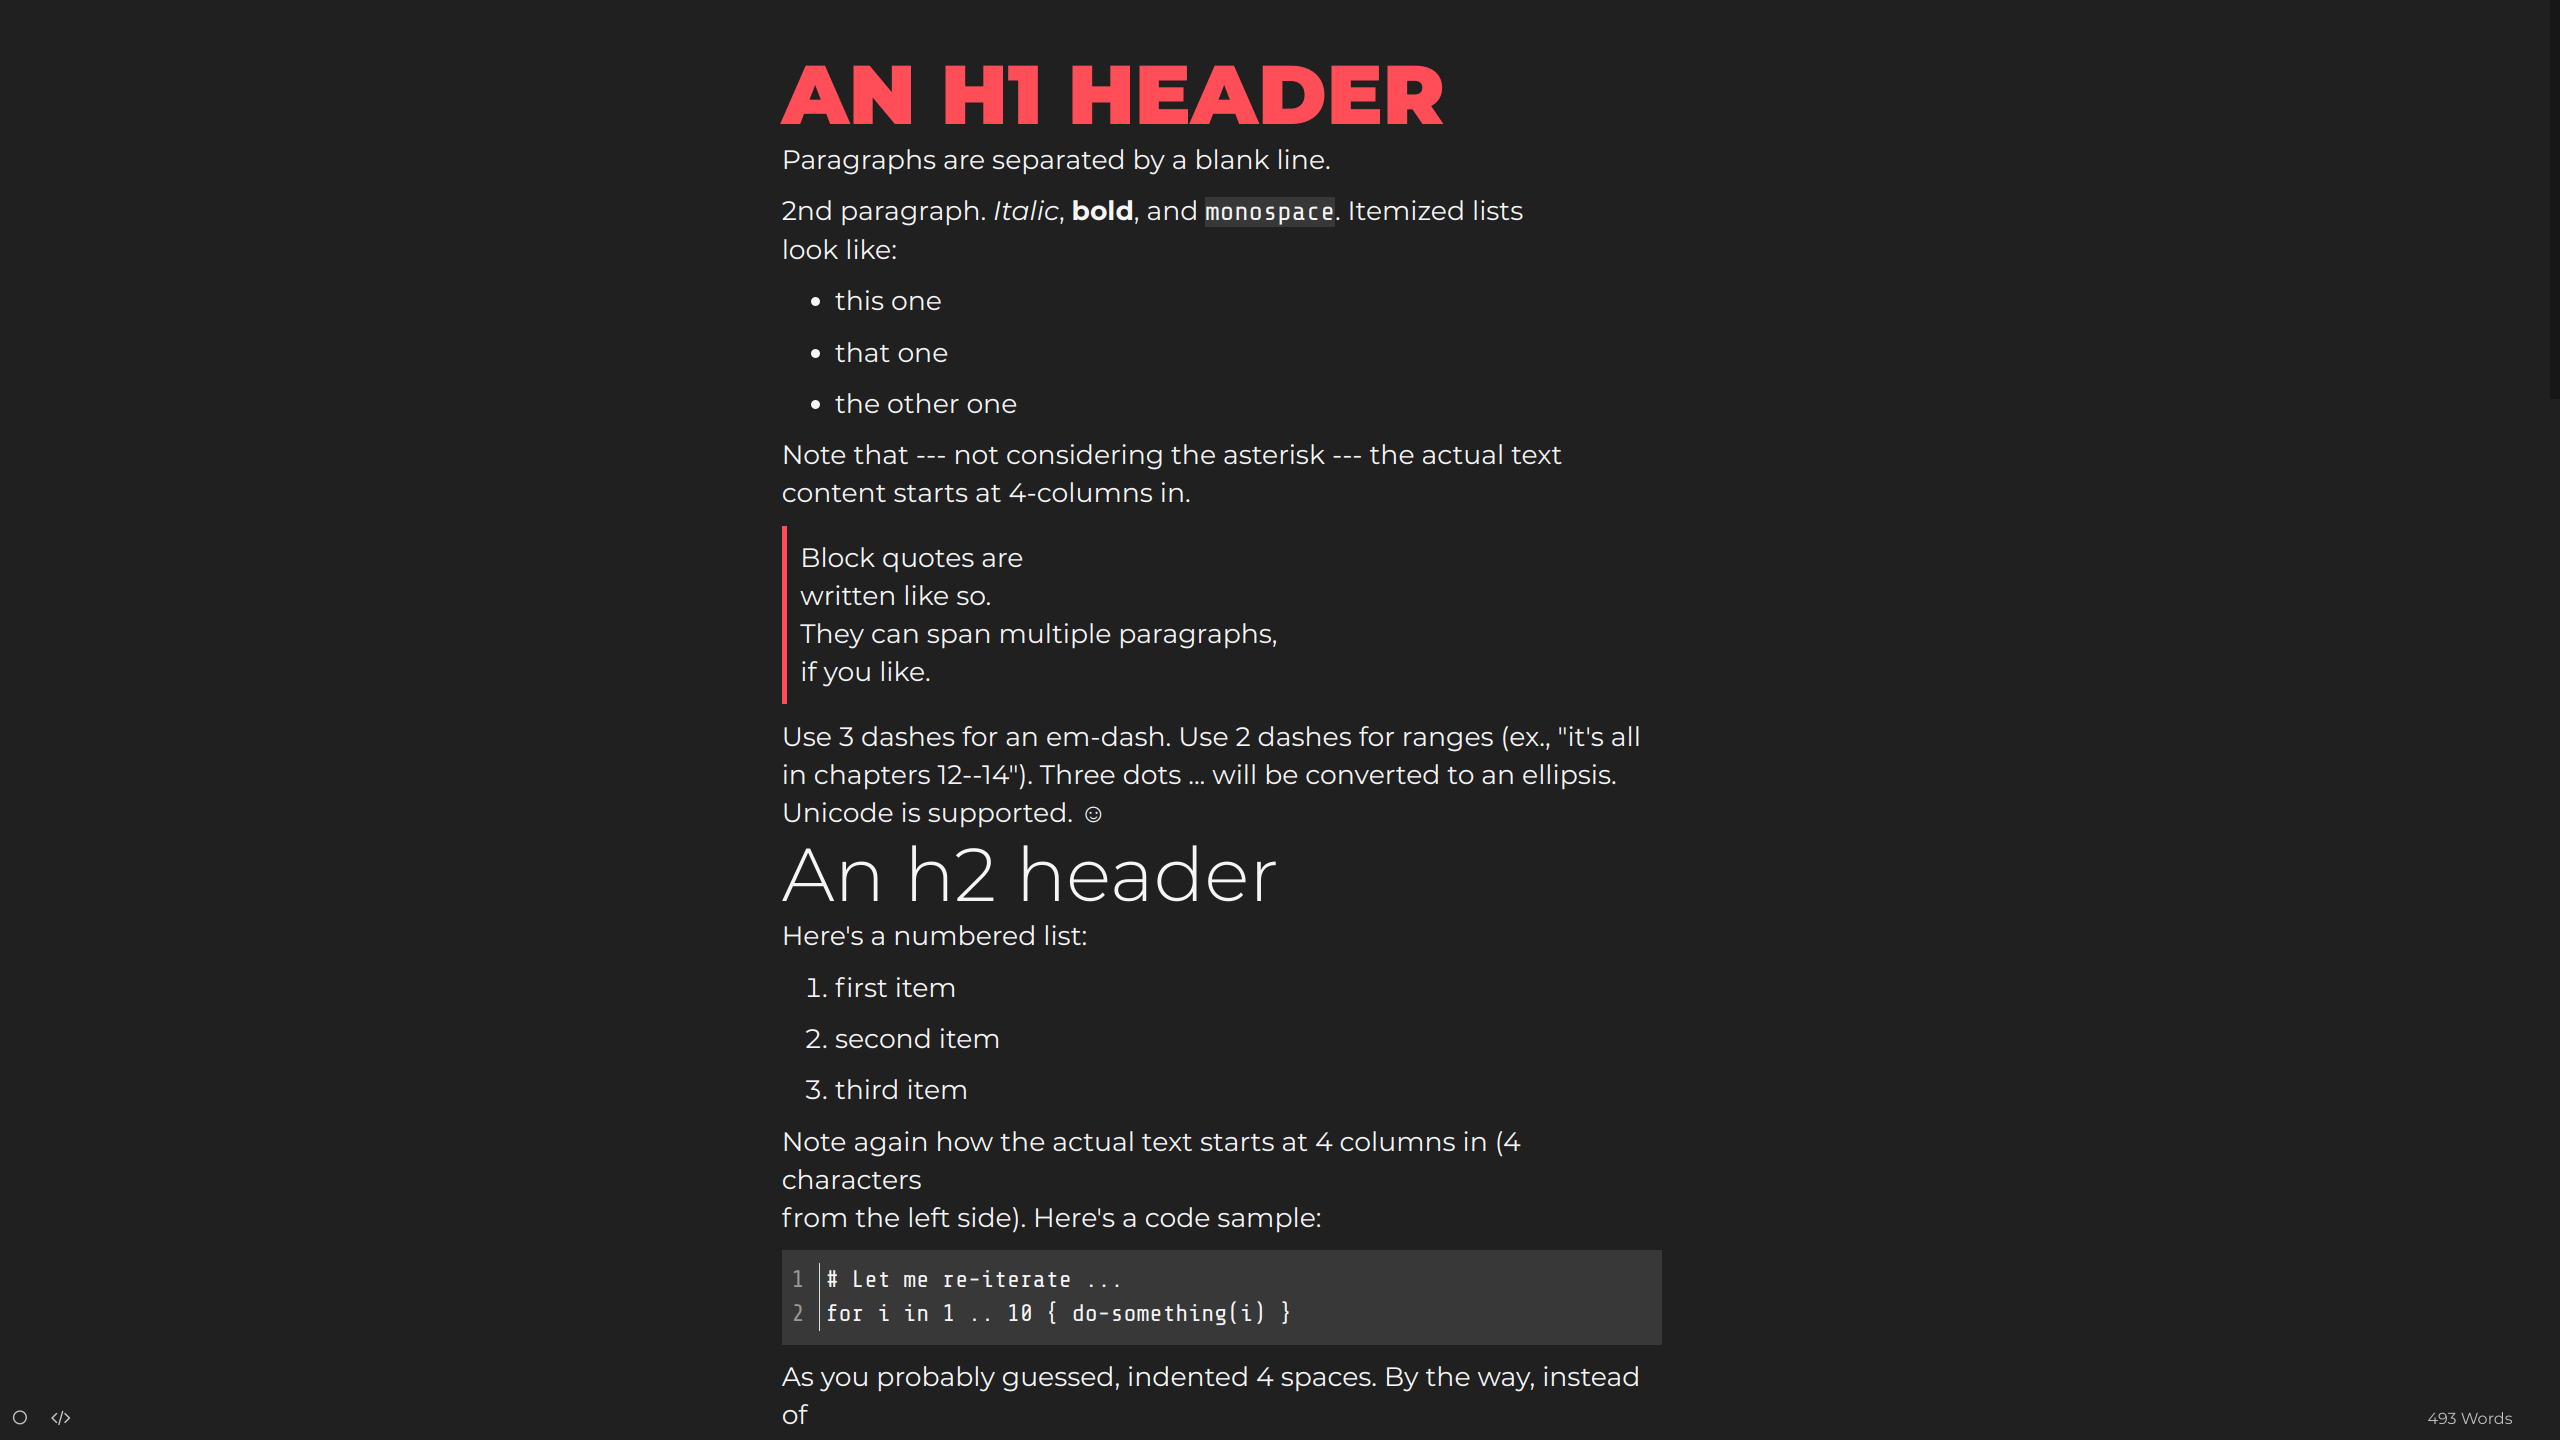 AN H1 HEADER
Paragraphs are separated by a blank line.
2nd paragraph. Italic, bold, and monospace. Itemized lists
look like:
• this one
• that one
• the other one
Note that --- not considering the asterisk --- the actual text
content starts at 4-columns in.
Block quotes are
written like so.
They can span multiple paragraphs,
if you like.
Use 3 dashes for an em-dash. Use 2 dashes for ranges (ex., "it's all
in chapters 12--14"). Three dots ... will be converted to an ellipsis.
Unicode is supported. ☺
An h2 header
Here's a numbered list:
1. first item
2. second item
3. third item
Note again how the actual text starts at 4 columns in (4
characters
from the left side). Here's a code sample:
1 # Let me re-iterate ...
2 for i in 1 .. 10 { do-something(i) }
As you probably guessed, indented 4 spaces. By the way, instead
of
</> 493 Words